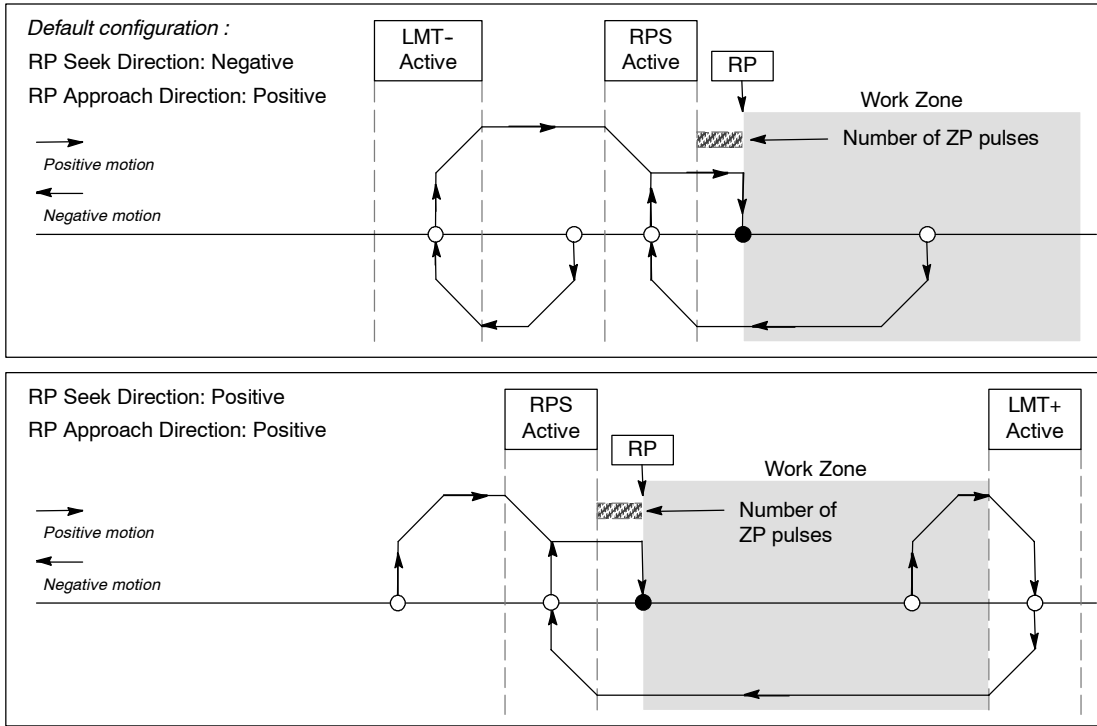 Default configuration :
RP Seek Direction: Negative
RP Approach Direction: Positive
Positive motion
Negative motion
LMT-
Active
RPS
Active
RP
Work Zone
Number of ZP pulses
RP Seek Direction: Positive
RP Approach Direction: Positive
Positive motion
Negative motion
RPS
Active
RP
Work Zone
Number of
ZP pulses
LMT+
Active